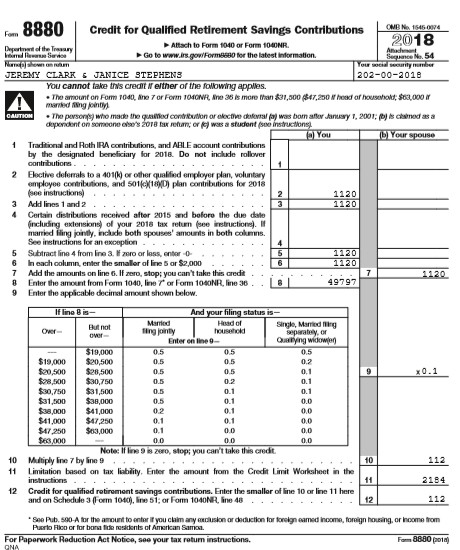 Form 8880
Credit for Qualified Retirement Savings Contributions
OMB No. 1545-0074
2018
Department of the Treasury
Internal Revenue Service
► Attach to Form 1040 or Form 1040NR.
► Go to www.irs.gov/Form8880 for the latest information.
Attachment
Sequence No. 54
Name(s) shown on return
Your social security number
JEREMY CLARK & JANICE STEPHENS
202-00-2018
CAUTION
You cannot take this credit if either of the following applies.
• The amount on Form 1040, line 7 or Form 1040NR, line 36 is more than $31,500 ($47,250 if head of household; $63,000 if
married filing jointly).
• The person(s) who made the qualified contribution or elective deferral (a) was born after January 1, 2001; (b) is claimed as a
dependent on someone else's 2018 tax return; or (c) was a student (see instructions).
(a) You (b) Your spouse
1 Traditional and Roth IRA contributions, and ABLE account contributions
by the designated beneficiary for 2018. Do not include rollover
contributions . . . 1
2 Elective deferrals to a 401(k) or other qualified employer plan, voluntary
employee contributions, and 501(c)(18)(D) plan contributions for 2018
(see instructions) . . . 2 1120
3 Add lines 1 and 2 . . . 3 1120
4 Certain distributions received after 2015 and before the due date
(including extensions) of your 2018 tax return (see instructions). If
married filing jointly, include both spouses' amounts in both columns.
See instructions for an exception . . . 4
5 Subtract line 4 from line 3. If zero or less, enter -0- . . . 5 1120
6 In each column, enter the smaller of line 5 or $2,000 . . . 6 1120
7 Add the amounts on line 6. If zero, stop; you can't take this credit . . . 7 1120
8 Enter the amount from Form 1040, line 7* or Form 1040NR, line 36 . . 8 49797
9 Enter the applicable decimal amount shown below.
If line 8 is— And your filing status is—
Over— But not over— Married filing jointly Head of household Single, Married filing separately, or Qualifying widow(er)
Enter on line 9—
--- $19,000 0.5 0.5 0.5
$19,000 $20,500 0.5 0.5 0.2
$20,500 $28,500 0.5 0.5 0.1
$28,500 $30,750 0.5 0.2 0.1
$30,750 $31,500 0.5 0.1 0.1
$31,500 $38,000 0.5 0.1 0.0
$38,000 $41,000 0.2 0.1 0.0
$41,000 $47,250 0.1 0.1 0.0
$47,250 $63,000 0.1 0.0 0.0
$63,000 --- 0.0 0.0 0.0
9 x0.1
Note: If line 9 is zero, stop; you can't take this credit.
10 Multiply line 7 by line 9 . . . 10 112
11 Limitation based on tax liability. Enter the amount from the Credit Limit Worksheet in the
instructions . . . 11 2184
12 Credit for qualified retirement savings contributions. Enter the smaller of line 10 or line 11 here
and on Schedule 3 (Form 1040), line 51; or Form 1040NR, line 48 . . . 12 112
* See Pub. 590-A for the amount to enter if you claim any exclusion or deduction for foreign earned income, foreign housing, or income from
Puerto Rico or for bona fide residents of American Samoa.
For Paperwork Reduction Act Notice, see your tax return instructions. Form 8880 (2018)
QNA